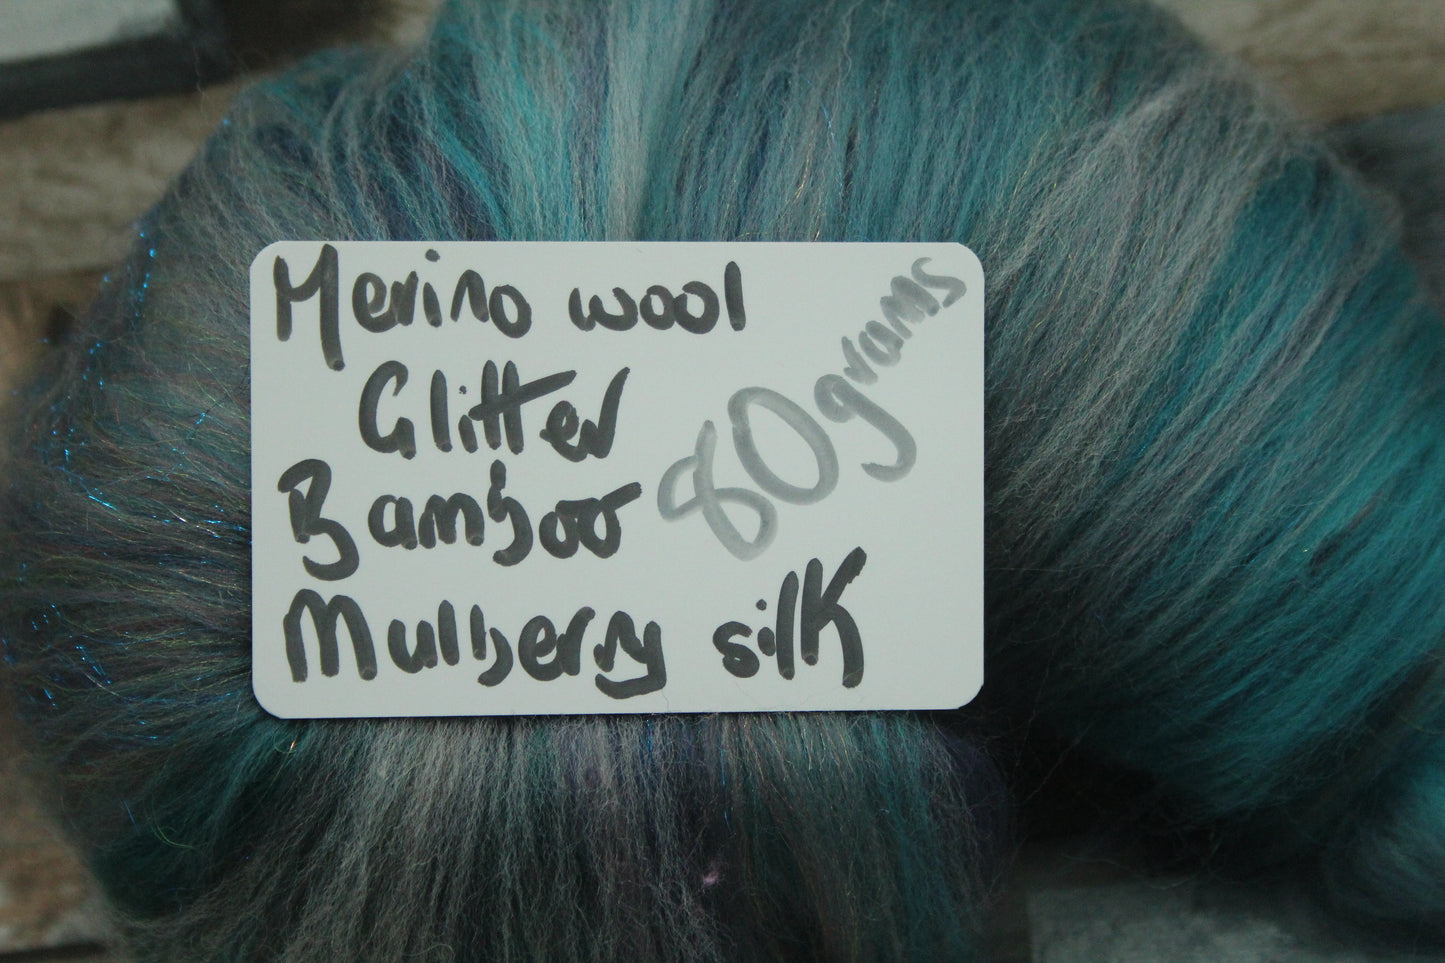 Merino wool
Glitter
Bamboo
Mulberry silk
80grams